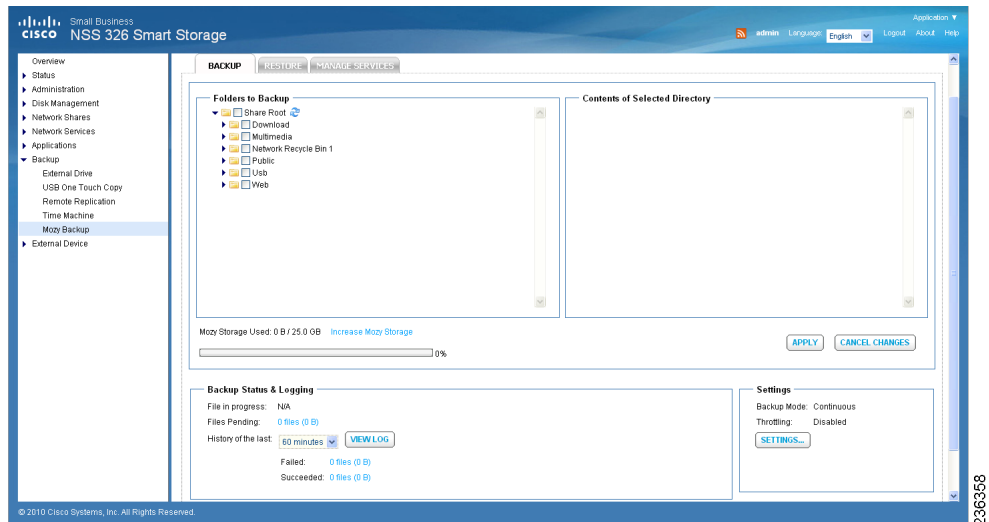 Small Business
CISCO NSS 326 Smart Storage
Application
admin Language: English Logout About Help
Overview
Status
Administration
Disk Management
Network Shares
Network Services
Applications
Backup
External Drive
USB One Touch Copy
Remote Replication
Time Machine
Mozy Backup
External Device
BACKUP RESTORE MANAGE SERVICES
Folders to Backup
Share Root
Download
Multimedia
Network Recycle Bin 1
Public
Usb
Web
Contents of Selected Directory
Mozy Storage Used: 0 B / 25.0 GB Increase Mozy Storage
0%
APPLY CANCEL CHANGES
Backup Status & Logging
File in progress: N/A
Files Pending: 0 files (0 B)
History of the last: 60 minutes VIEW LOG
Failed: 0 files (0 B)
Succeeded: 0 files (0 B)
Settings
Backup Mode: Continuous
Throttling: Disabled
SETTINGS...
© 2010 Cisco Systems, Inc. All Rights Reserved.
236358